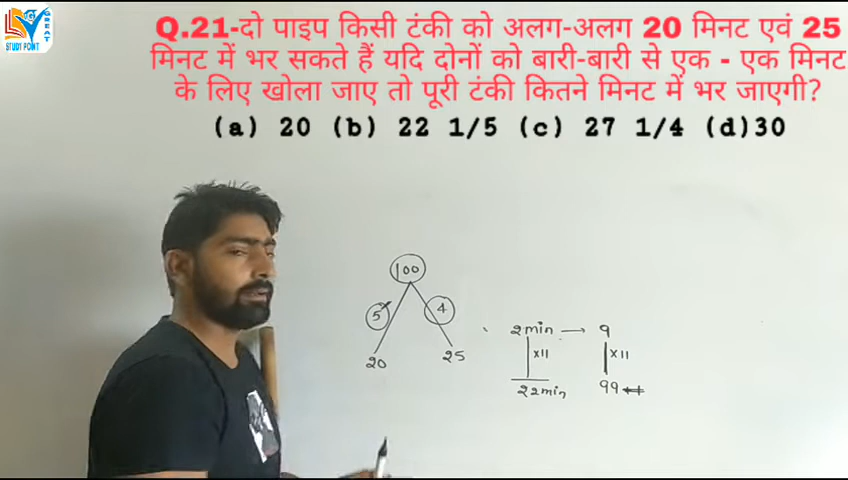 GREAT
STUDY POINT
Q.21-दो पाइप किसी टंकी को अलग-अलग 20 मिनट एवं 25
मिनट में भर सकते हैं यदि दोनों को बारी-बारी से एक - एक मिनट
के लिए खोला जाए तो पूरी टंकी कितने मिनट में भर जाएगी?
(a) 20 (b) 22 1/5 (c) 27 1/4 (d)30
100
5 4
20 25
2min → 9
x11 x11
22min 99